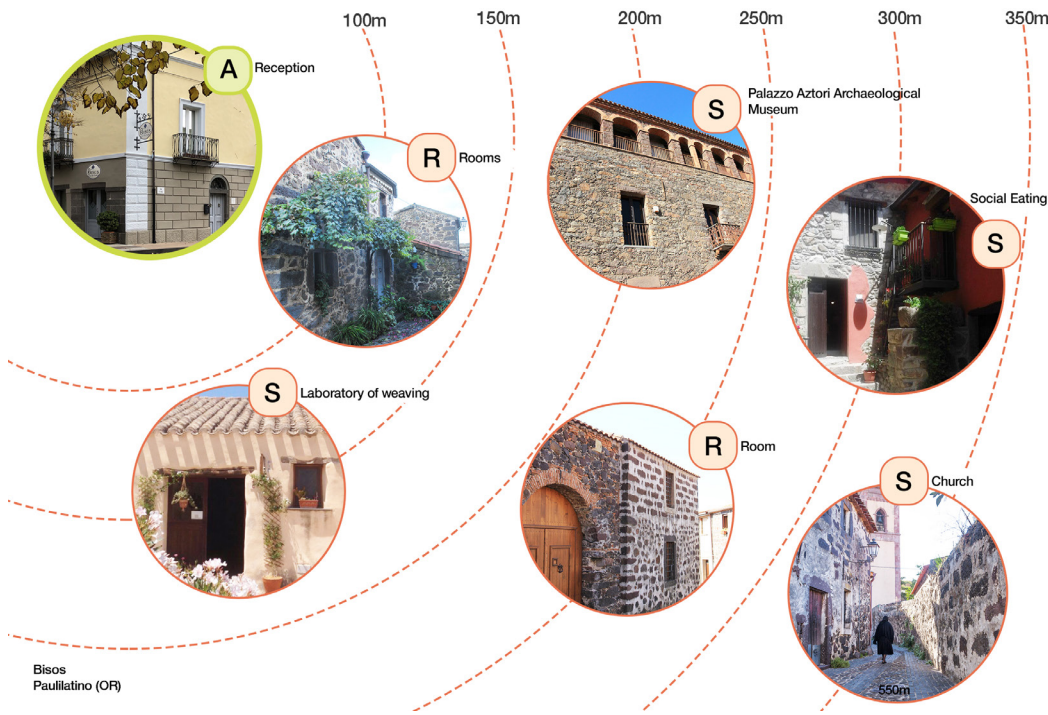 100m
150m
200m
250m
300m
350m
A
Reception
R
Rooms
S
Palazzo Aztori Archaeological
Museum
Social Eating
S
S
Laboratory of weaving
R
Room
S
Church
550m
Bisos
Paulilatino (OR)